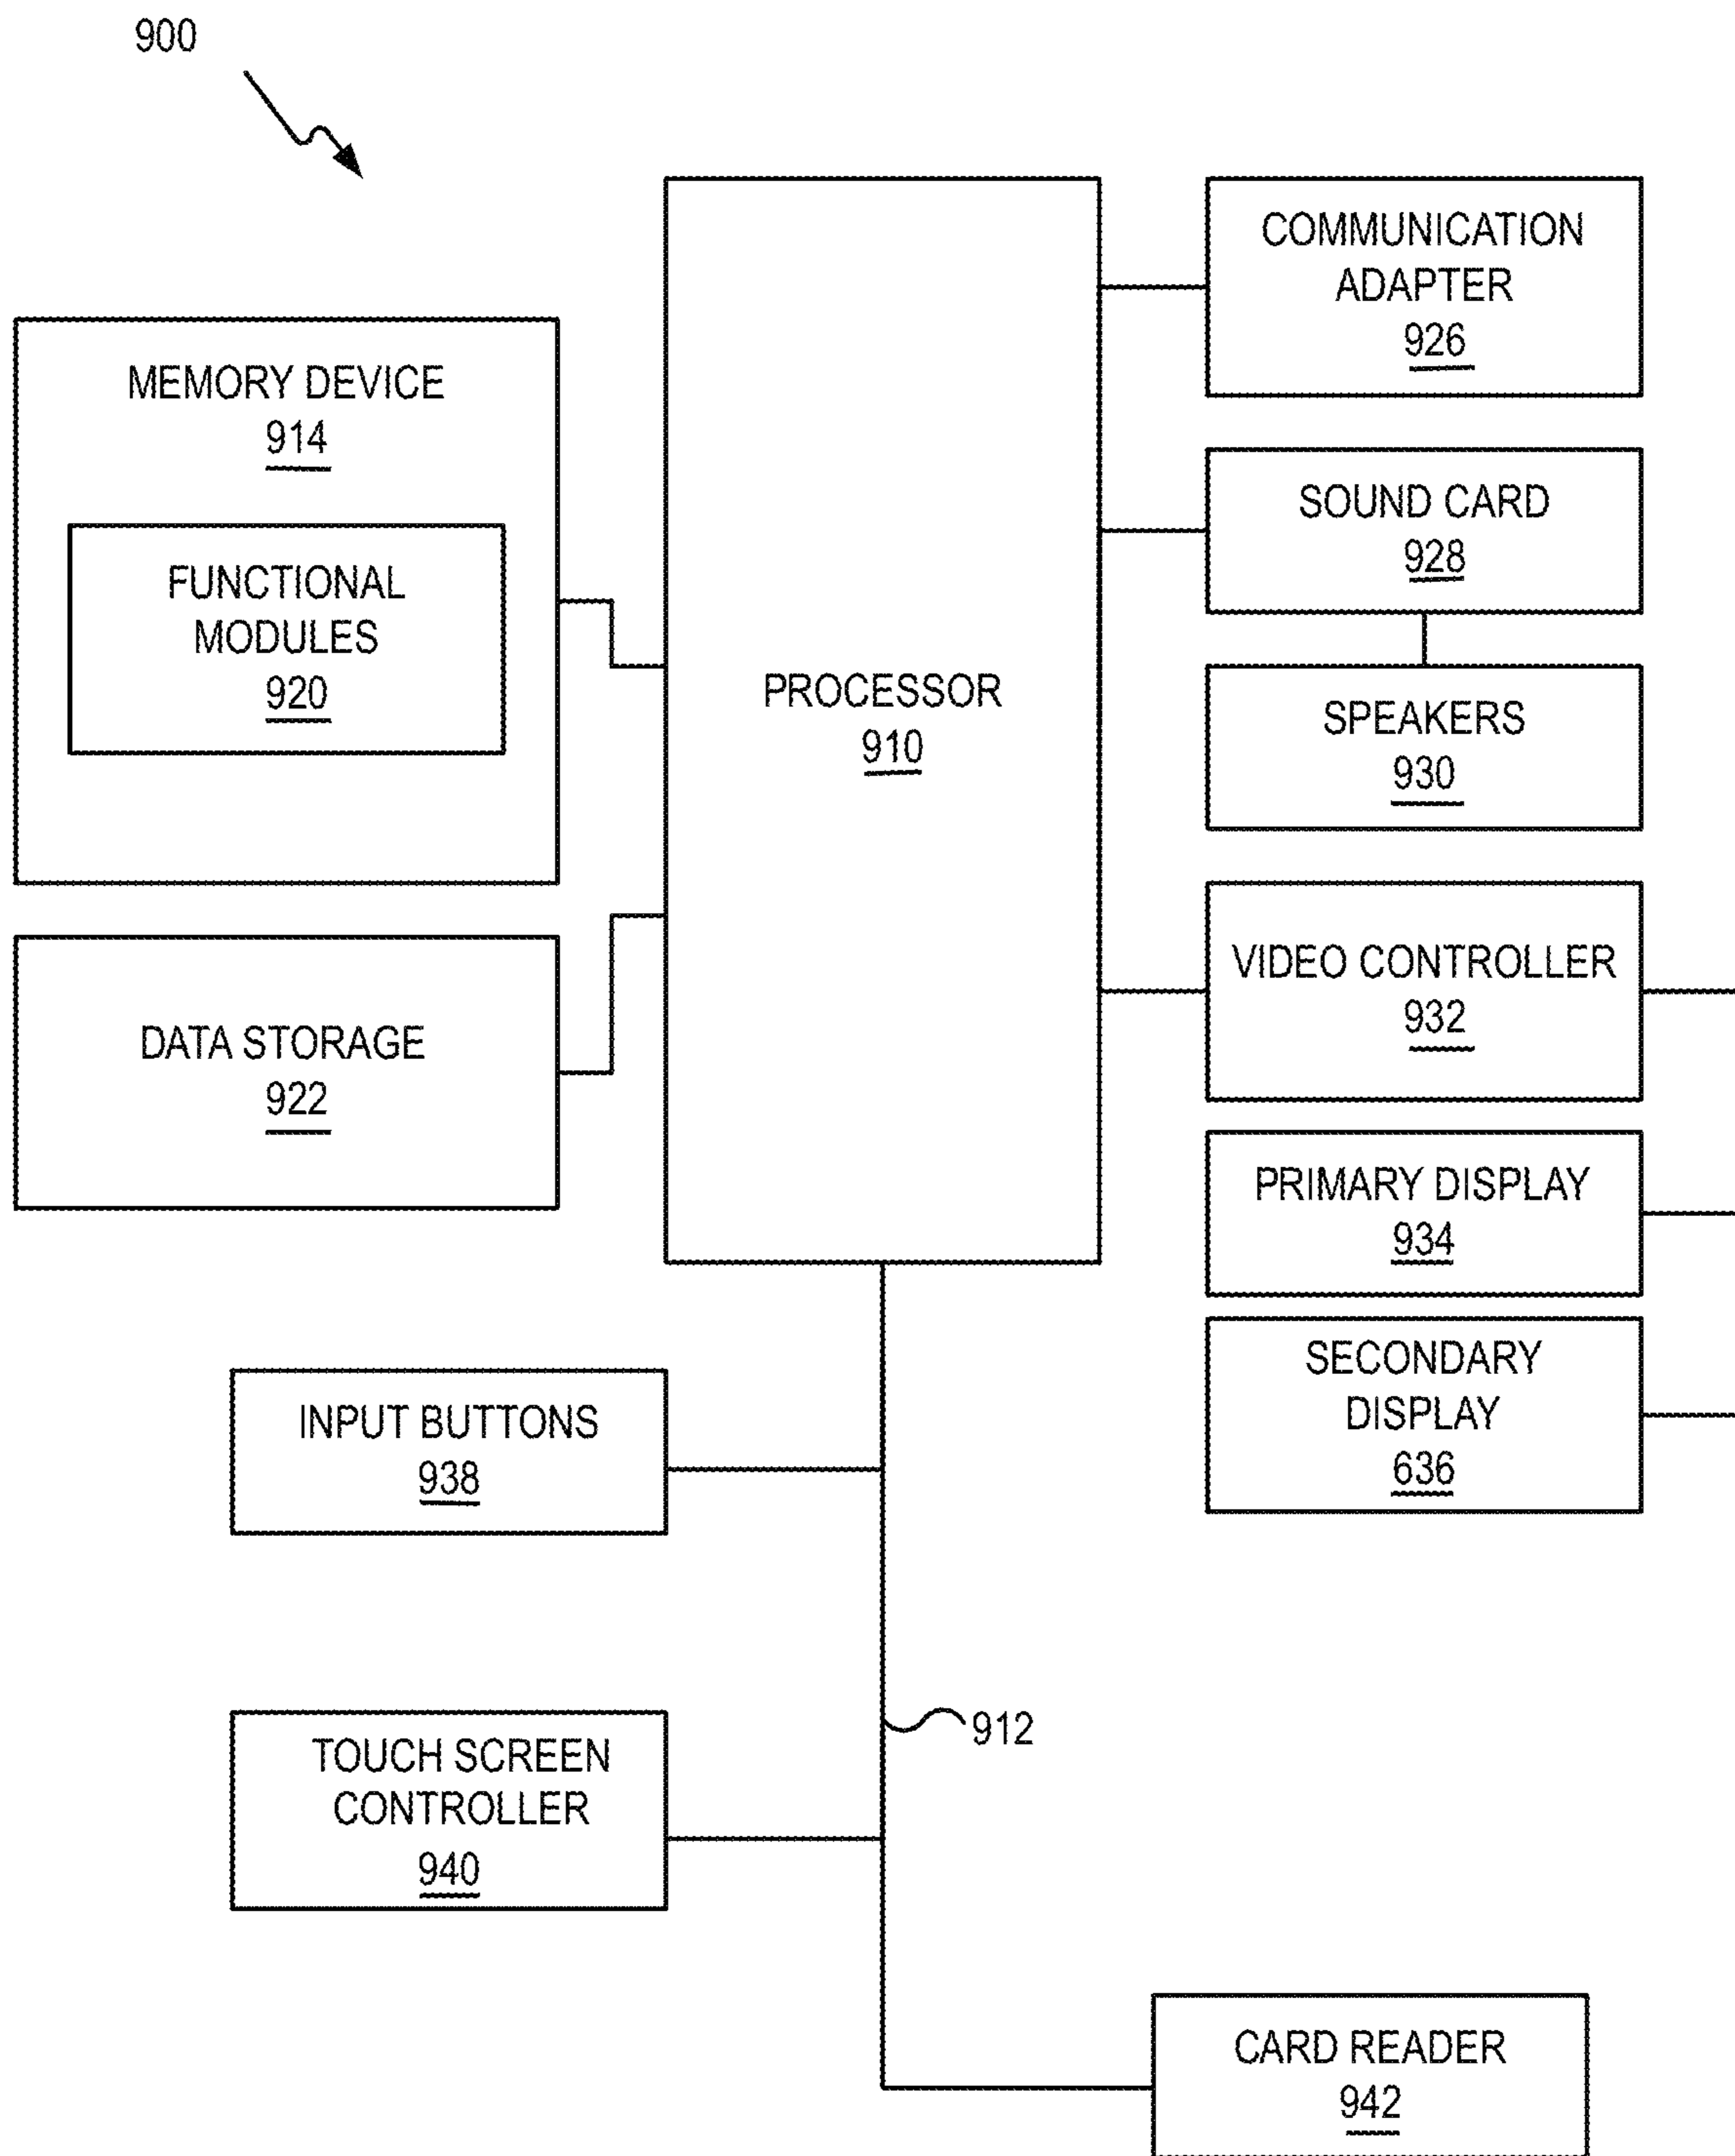 900
COMMUNICATION
ADAPTER
926
MEMORY DEVICE
914
FUNCTIONAL
MODULES
920
PROCESSOR
910
SOUND CARD
928
SPEAKERS
930
VIDEO CONTROLLER
932
DATA STORAGE
922
PRIMARY DISPLAY
934
SECONDARY
DISPLAY
636
INPUT BUTTONS
938
912
TOUCH SCREEN
CONTROLLER
940
CARD READER
942